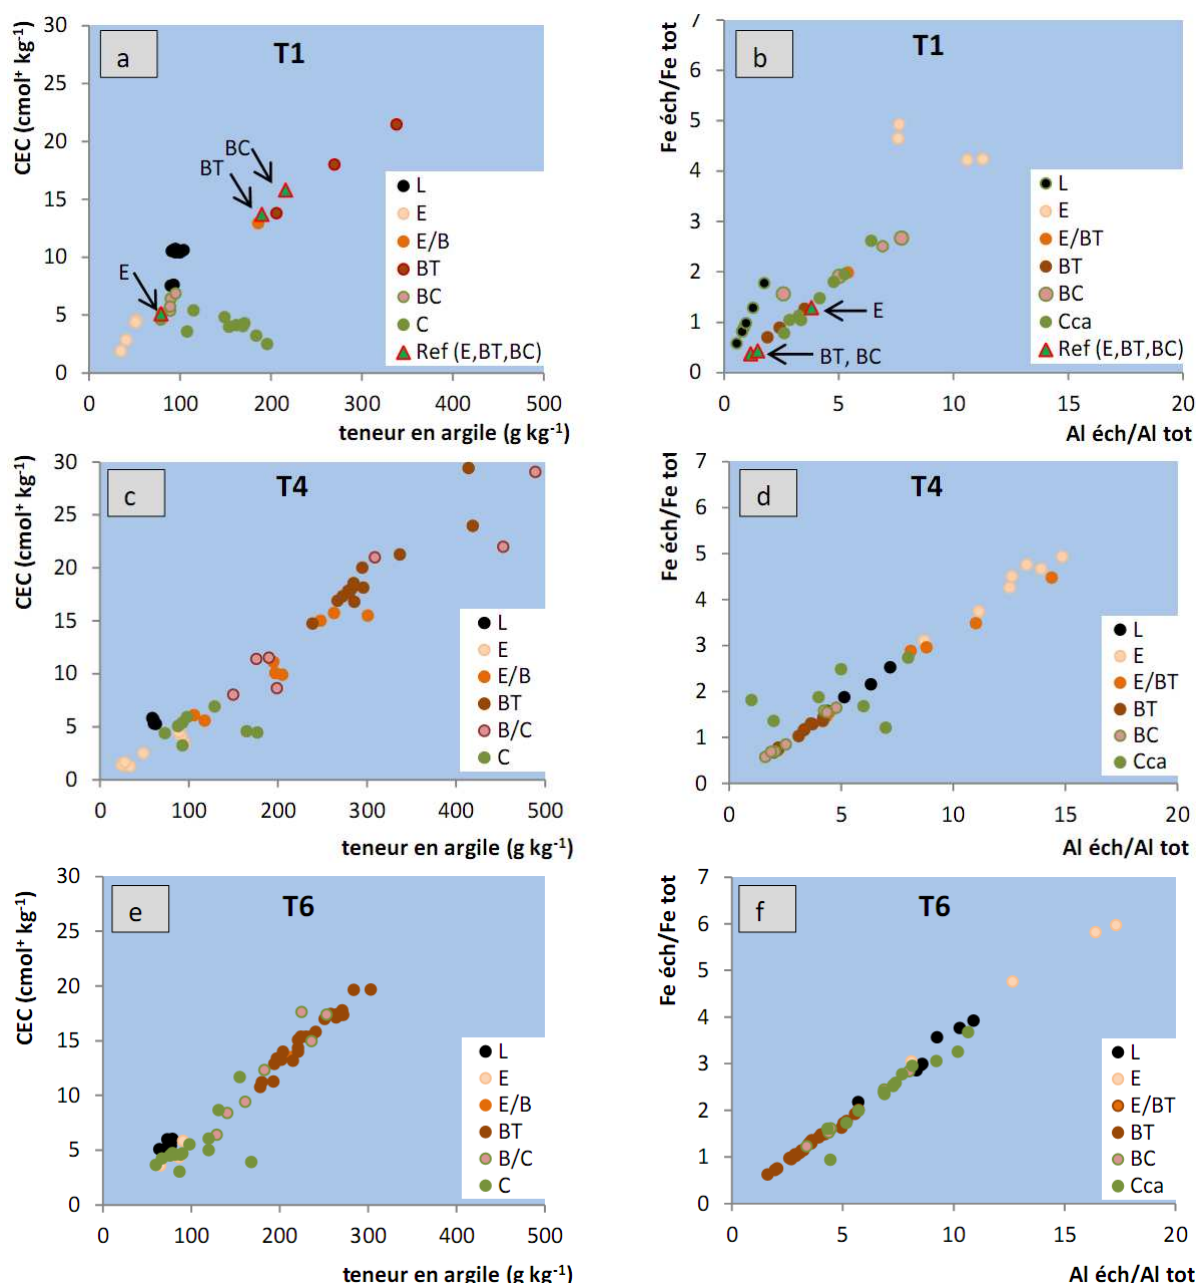 a
T1
CEC (cmol⁺ kg⁻¹)
30
25
20
15
10
5
0
0 100 200 300 400 500
teneur en argile (g kg⁻¹)
BC
BT
E
L
E
E/B
BT
BC
C
Ref (E,BT,BC)
b
T1
Fe éch/Fe tot
7
6
5
4
3
2
1
0
0 5 10 15 20
Al éch/Al tot
E
BT, BC
L
E
E/BT
BT
BC
Cca
Ref (E,BT,BC)
c
T4
CEC (cmol⁺ kg⁻¹)
30
25
20
15
10
5
0
0 100 200 300 400 500
teneur en argile (g kg⁻¹)
L
E
E/B
BT
B/C
C
d
T4
Fe éch/Fe tot
7
6
5
4
3
2
1
0
0 5 10 15 20
Al éch/Al tot
L
E
E/BT
BT
BC
Cca
e
T6
CEC (cmol⁺ kg⁻¹)
30
25
20
15
10
5
0
0 100 200 300 400 500
teneur en argile (g kg⁻¹)
L
E
E/B
BT
B/C
C
f
T6
Fe éch/Fe tot
7
6
5
4
3
2
1
0
0 5 10 15 20
Al éch/Al tot
L
E
E/BT
BT
BC
Cca